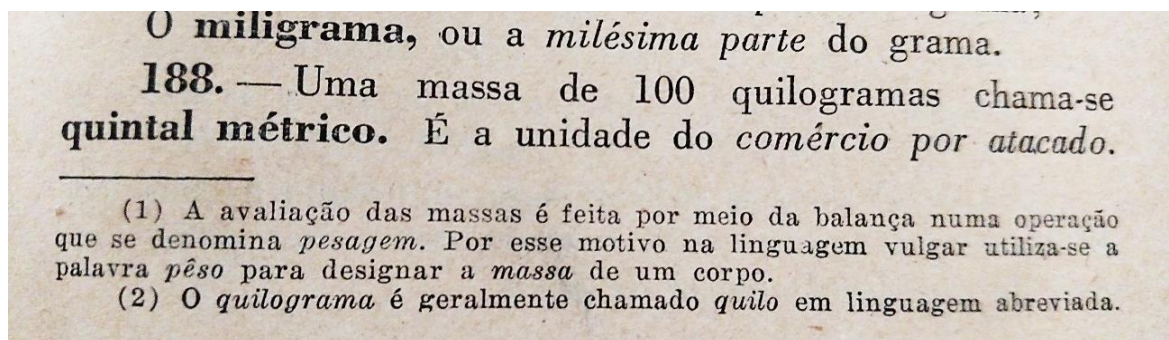 O miligrama, ou a milésima parte do grama.
188. — Uma massa de 100 quilogramas chama-se
quintal métrico. É a unidade do comércio por atacado.
(1) A avaliação das massas é feita por meio da balança numa operação
que se denomina pesagem. Por esse motivo na linguagem vulgar utiliza-se a
palavra pêso para designar a massa de um corpo.
(2) O quilograma é geralmente chamado quilo em linguagem abreviada.